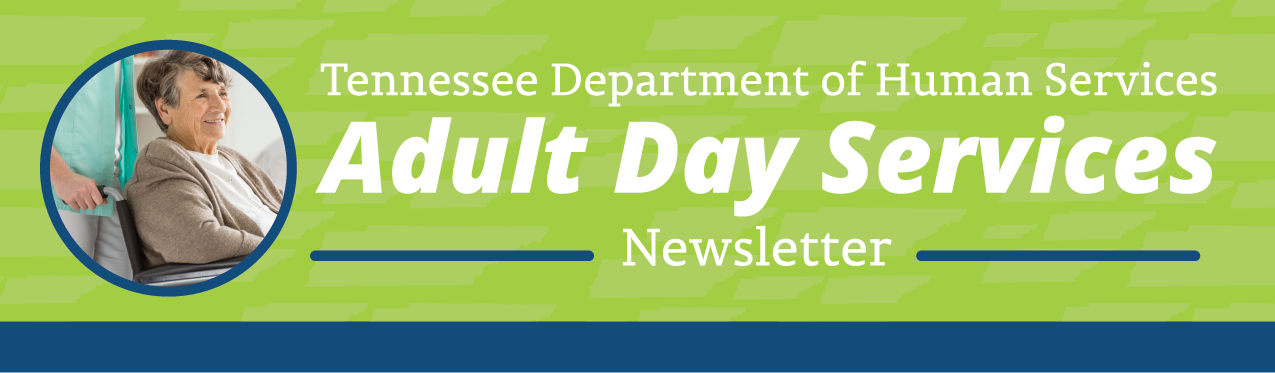 Tennessee Department of Human Services
Adult Day Services
Newsletter